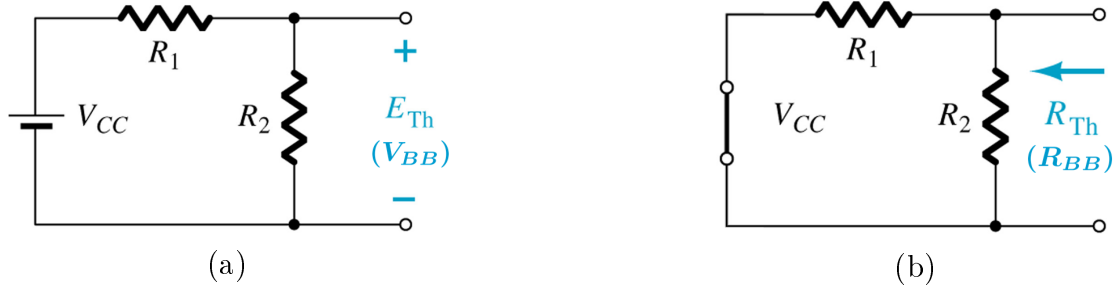 R1
+
VCC
R2
ETh
(VBB)
−
(a)
R1
VCC
R2
RTh
(RBB)
(b)